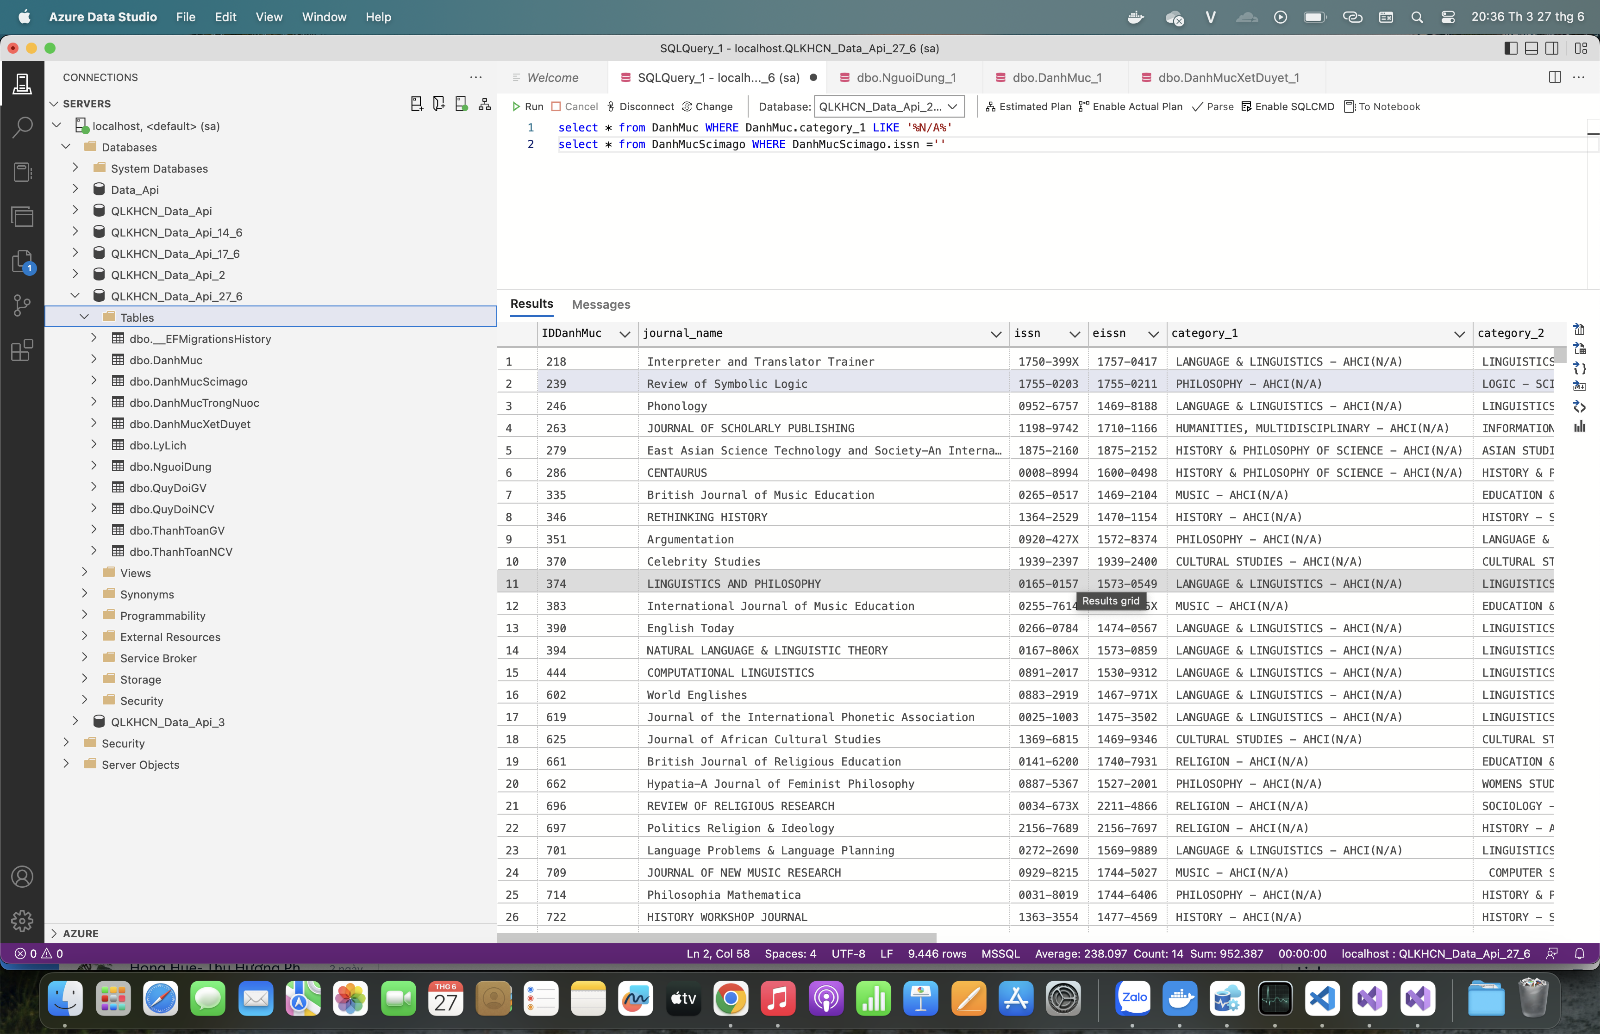 Azure Data Studio File Edit View Window Help 20:36 Th 3 27 thg 6
SQLQuery_1 - localhost.QLKHCN_Data_Api_27_6 (sa)
CONNECTIONS
SERVERS
localhost, <default> (sa)
Databases
System Databases
Data_Api
QLKHCN_Data_Api
QLKHCN_Data_Api_14_6
QLKHCN_Data_Api_17_6
QLKHCN_Data_Api_2
QLKHCN_Data_Api_27_6
Tables
dbo.__EFMigrationsHistory
dbo.DanhMuc
dbo.DanhMucScimago
dbo.DanhMucTrongNuoc
dbo.DanhMucXetDuyet
dbo.LyLich
dbo.NguoiDung
dbo.QuyDoiGV
dbo.QuyDoiNCV
dbo.ThanhToanGV
dbo.ThanhToanNCV
Views
Synonyms
Programmability
External Resources
Service Broker
Storage
Security
QLKHCN_Data_Api_3
Security
Server Objects
AZURE
1
Welcome SQLQuery_1 - localh..._6 (sa) dbo.NguoiDung_1 dbo.DanhMuc_1 dbo.DanhMucXetDuyet_1
Run Cancel Disconnect Change Database: QLKHCN_Data_Api_2... Estimated Plan Enable Actual Plan Parse Enable SQLCMD To Notebook
1 select * from DanhMuc WHERE DanhMuc.category_1 LIKE '%N/A%'
2 select * from DanhMucScimago WHERE DanhMucScimago.issn =''
Results Messages
IDDanhMuc journal_name issn eissn category_1 category_2
1 218 Interpreter and Translator Trainer 1750-399X 1757-0417 LANGUAGE & LINGUISTICS - AHCI(N/A) LINGUISTICS
2 239 Review of Symbolic Logic 1755-0203 1755-0211 PHILOSOPHY - AHCI(N/A) LOGIC - SCI
3 246 Phonology 0952-6757 1469-8188 LANGUAGE & LINGUISTICS - AHCI(N/A) LINGUISTICS
4 263 JOURNAL OF SCHOLARLY PUBLISHING 1198-9742 1710-1166 HUMANITIES, MULTIDISCIPLINARY - AHCI(N/A) INFORMATION
5 279 East Asian Science Technology and Society-An Interna… 1875-2160 1875-2152 HISTORY & PHILOSOPHY OF SCIENCE - AHCI(N/A) ASIAN STUDI
6 286 CENTAURUS 0008-8994 1600-0498 HISTORY & PHILOSOPHY OF SCIENCE - AHCI(N/A) HISTORY & P
7 335 British Journal of Music Education 0265-0517 1469-2104 MUSIC - AHCI(N/A) EDUCATION &
8 346 RETHINKING HISTORY 1364-2529 1470-1154 HISTORY - AHCI(N/A) HISTORY - S
9 351 Argumentation 0920-427X 1572-8374 PHILOSOPHY - AHCI(N/A) LANGUAGE &
10 370 Celebrity Studies 1939-2397 1939-2400 CULTURAL STUDIES - AHCI(N/A) CULTURAL ST
11 374 LINGUISTICS AND PHILOSOPHY 0165-0157 1573-0549 LANGUAGE & LINGUISTICS - AHCI(N/A) LINGUISTICS
Results grid
12 383 International Journal of Music Education 0255-7614 X MUSIC - AHCI(N/A) EDUCATION &
13 390 English Today 0266-0784 1474-0567 LANGUAGE & LINGUISTICS - AHCI(N/A) LINGUISTICS
14 394 NATURAL LANGUAGE & LINGUISTIC THEORY 0167-806X 1573-0859 LANGUAGE & LINGUISTICS - AHCI(N/A) LINGUISTICS
15 444 COMPUTATIONAL LINGUISTICS 0891-2017 1530-9312 LANGUAGE & LINGUISTICS - AHCI(N/A) LINGUISTICS
16 602 World Englishes 0883-2919 1467-971X LANGUAGE & LINGUISTICS - AHCI(N/A) LINGUISTICS
17 619 Journal of the International Phonetic Association 0025-1003 1475-3502 LANGUAGE & LINGUISTICS - AHCI(N/A) LINGUISTICS
18 625 Journal of African Cultural Studies 1369-6815 1469-9346 CULTURAL STUDIES - AHCI(N/A) CULTURAL ST
19 661 British Journal of Religious Education 0141-6200 1740-7931 RELIGION - AHCI(N/A) EDUCATION &
20 662 Hypatia-A Journal of Feminist Philosophy 0887-5367 1527-2001 PHILOSOPHY - AHCI(N/A) WOMENS STUD
21 696 REVIEW OF RELIGIOUS RESEARCH 0034-673X 2211-4866 RELIGION - AHCI(N/A) SOCIOLOGY -
22 697 Politics Religion & Ideology 2156-7689 2156-7697 RELIGION - AHCI(N/A) HISTORY - A
23 701 Language Problems & Language Planning 0272-2690 1569-9889 LANGUAGE & LINGUISTICS - AHCI(N/A) LINGUISTICS
24 709 JOURNAL OF NEW MUSIC RESEARCH 0929-8215 1744-5027 MUSIC - AHCI(N/A) COMPUTER S
25 714 Philosophia Mathematica 0031-8019 1744-6406 PHILOSOPHY - AHCI(N/A) HISTORY & P
26 722 HISTORY WORKSHOP JOURNAL 1363-3554 1477-4569 HISTORY - AHCI(N/A) HISTORY - S
0 0 Ln 2, Col 58 Spaces: 4 UTF-8 LF 9.446 rows MSSQL Average: 238.097 Count: 14 Sum: 952.387 00:00:00 localhost : QLKHCN_Data_Api_27_6
THG 6
27
tv
Zalo